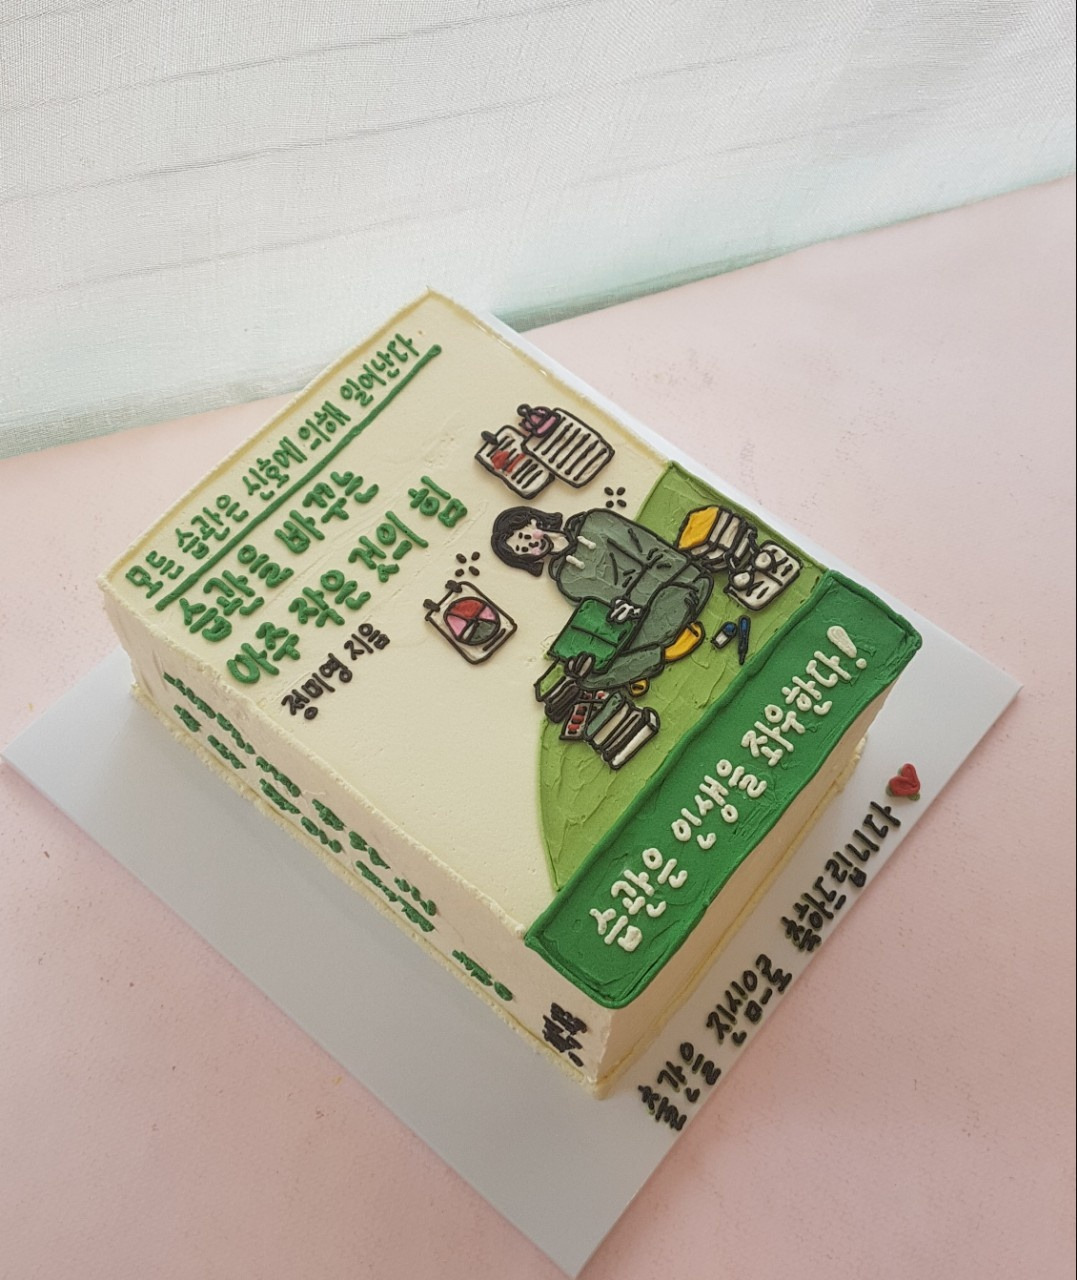 모든 습관은 신호에 의해 일어난다
습관을 바꾸는
아주 작은 것의 힘
정미영 지음
습관은 인생을 좌우한다!
출간을 진심으로 축하드립니다